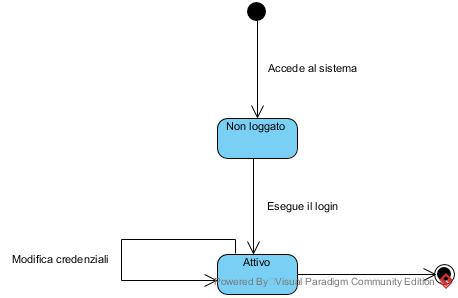 Accede al sistema
Non loggato
Esegue il login
Attivo
Modifica credenziali
Powered By Visual Paradigm Community Edition